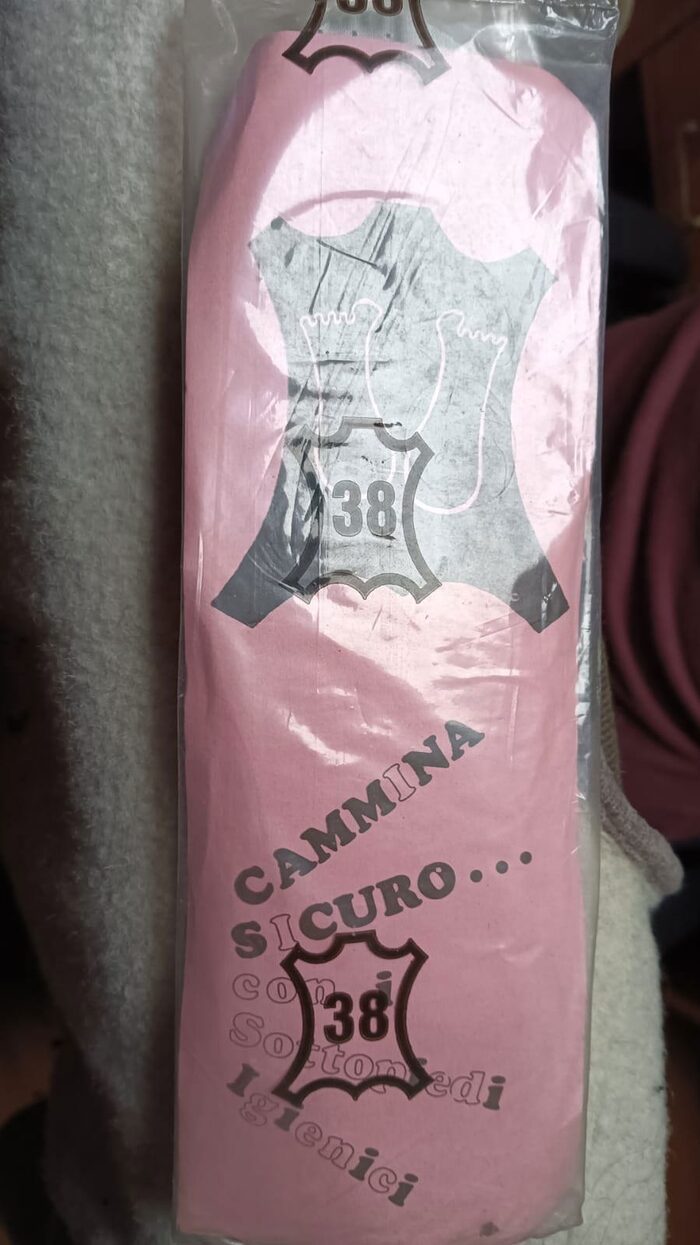 38
38
CAMMINA
SICURO...
con i
38
Sottopiedi
Igienici